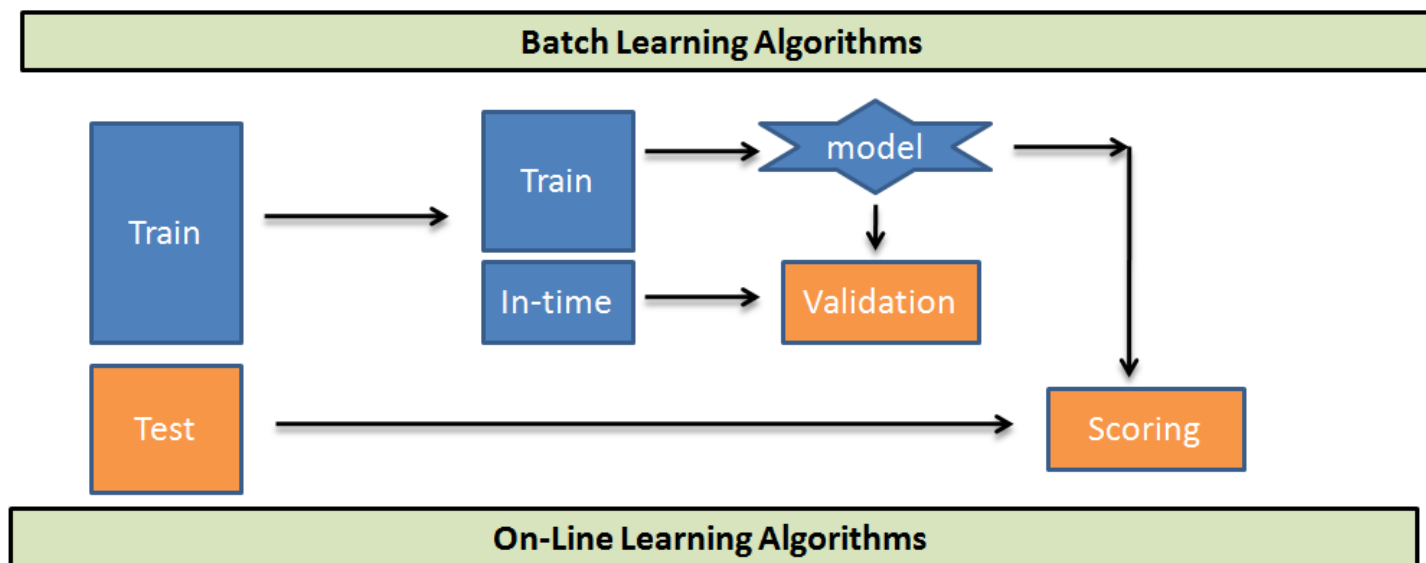 Batch Learning Algorithms
Train
Train
model
In-time
Validation
Test
Scoring
On-Line Learning Algorithms